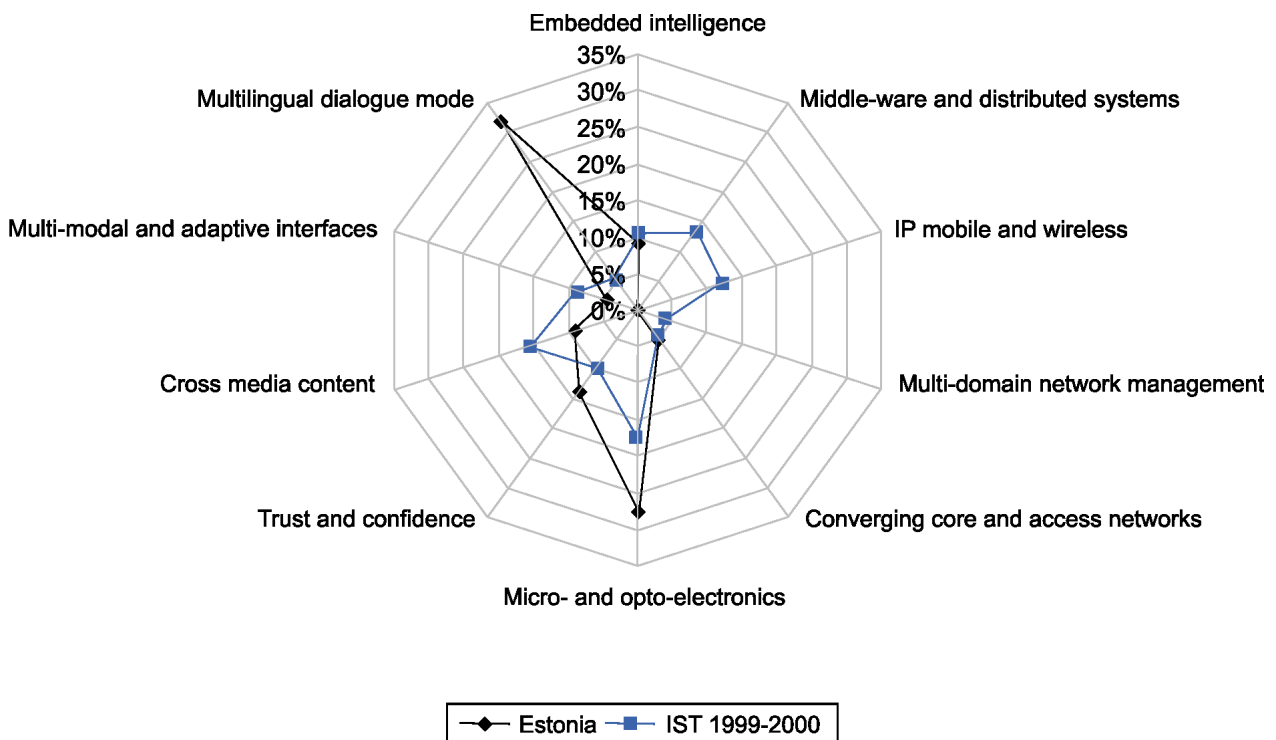 Embedded intelligence
35%
30%
25%
20%
15%
10%
5%
0%
Middle-ware and distributed systems
IP mobile and wireless
Multi-domain network management
Converging core and access networks
Micro- and opto-electronics
Trust and confidence
Cross media content
Multi-modal and adaptive interfaces
Multilingual dialogue mode
Estonia IST 1999-2000